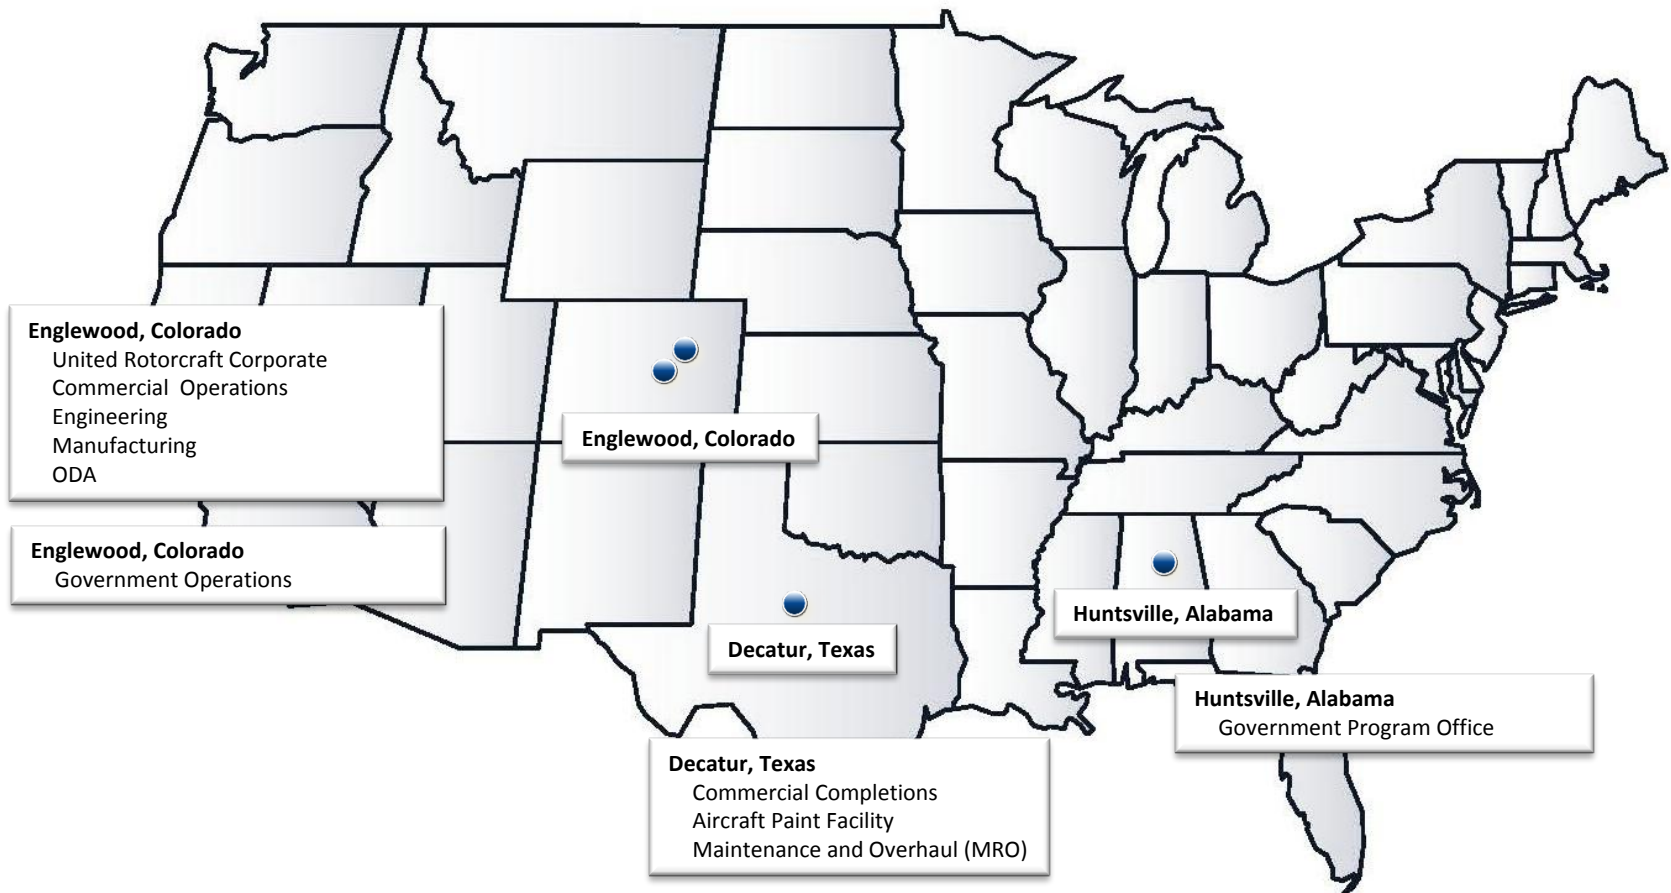 Englewood, Colorado
United Rotorcraft Corporate
Commercial  Operations
Engineering
Manufacturing
ODA
Englewood, Colorado
Government Operations
Englewood, Colorado
Decatur, Texas
Huntsville, Alabama
Huntsville, Alabama
Government Program Office
Decatur, Texas
Commercial Completions
Aircraft Paint Facility
Maintenance and Overhaul (MRO)